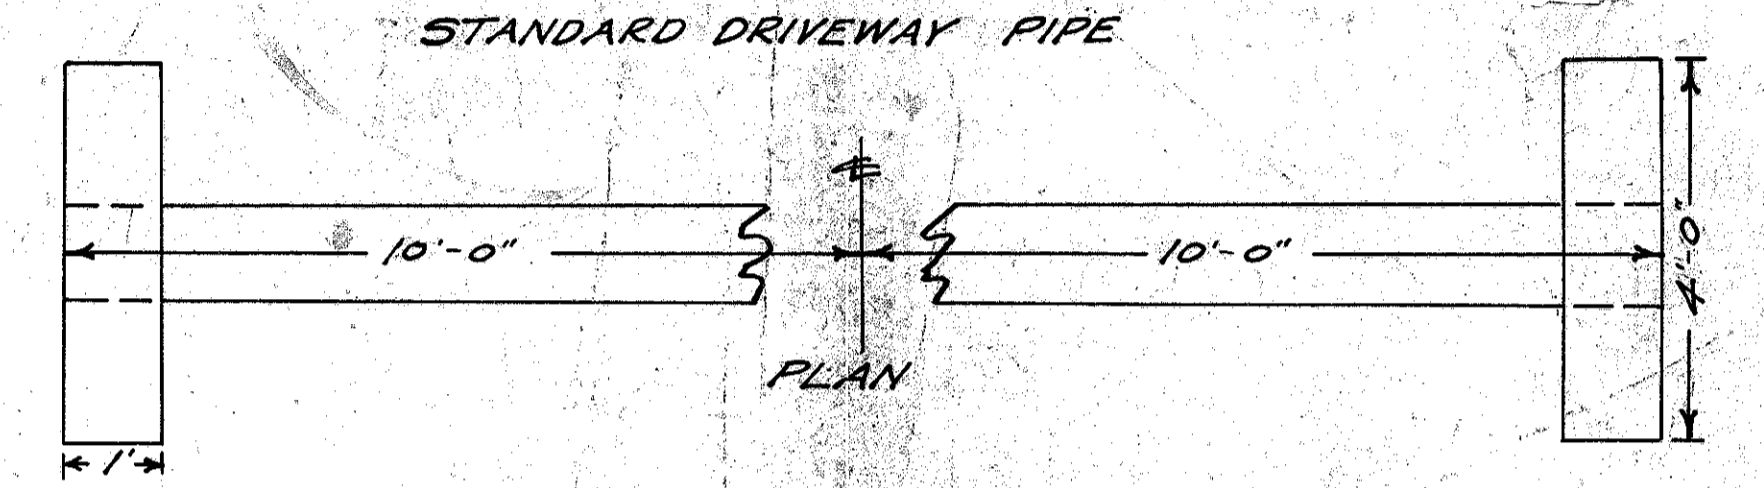 STANDARD DRIVEWAY PIPE
℄
10'-0"
10'-0"
4'-0"
PLAN
1'